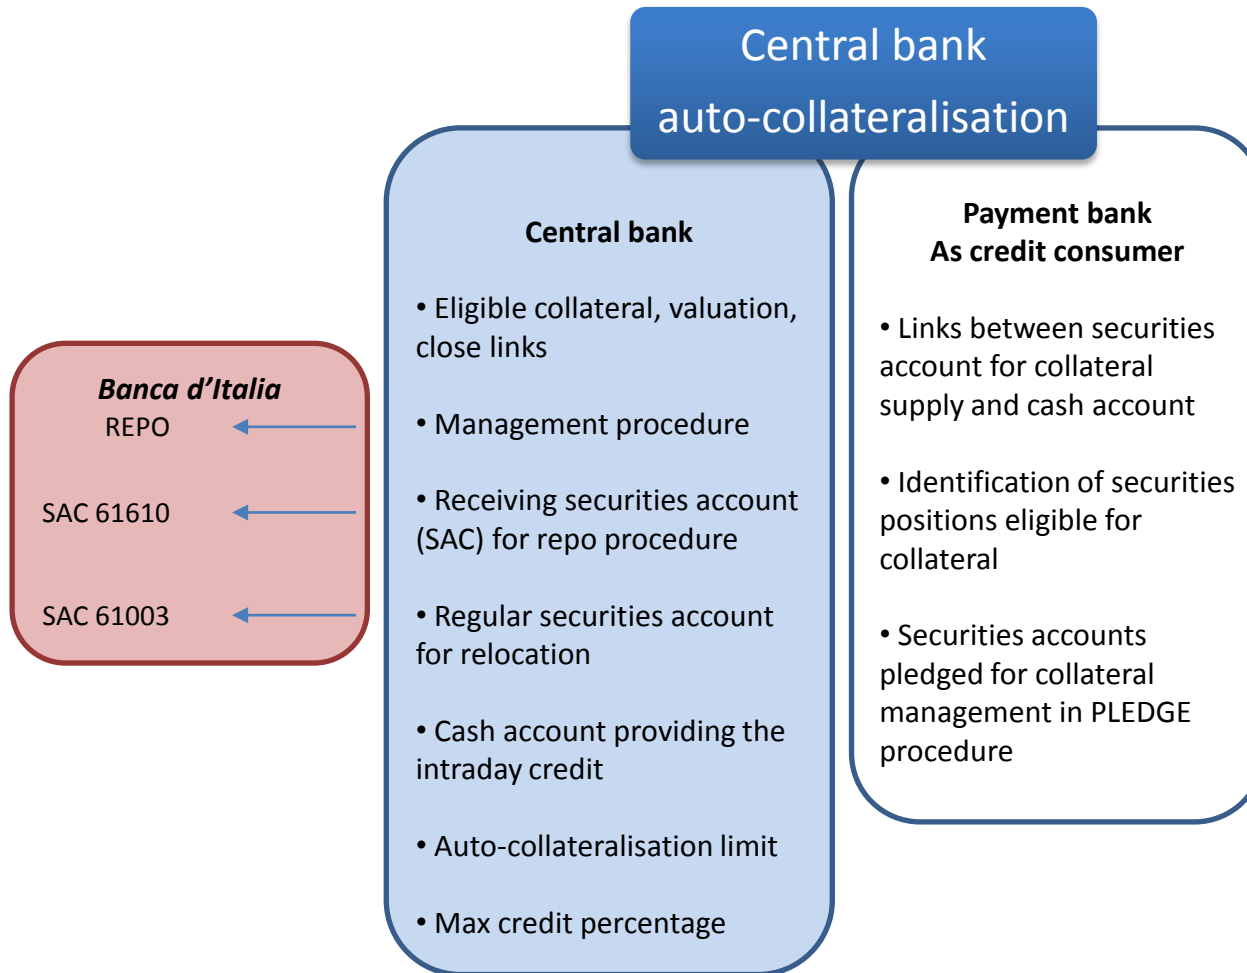 Central bank
auto-collateralisation
Banca d’Italia
REPO
SAC 61610
SAC 61003
Central bank
• Eligible collateral, valuation,
close links
• Management procedure
• Receiving securities account
(SAC) for repo procedure
• Regular securities account
for relocation
• Cash account providing the
intraday credit
• Auto-collateralisation limit
• Max credit percentage
Payment bank
As credit consumer
• Links between securities
account for collateral
supply and cash account
• Identification of securities
positions eligible for
collateral
• Securities accounts
pledged for collateral
management in PLEDGE
procedure